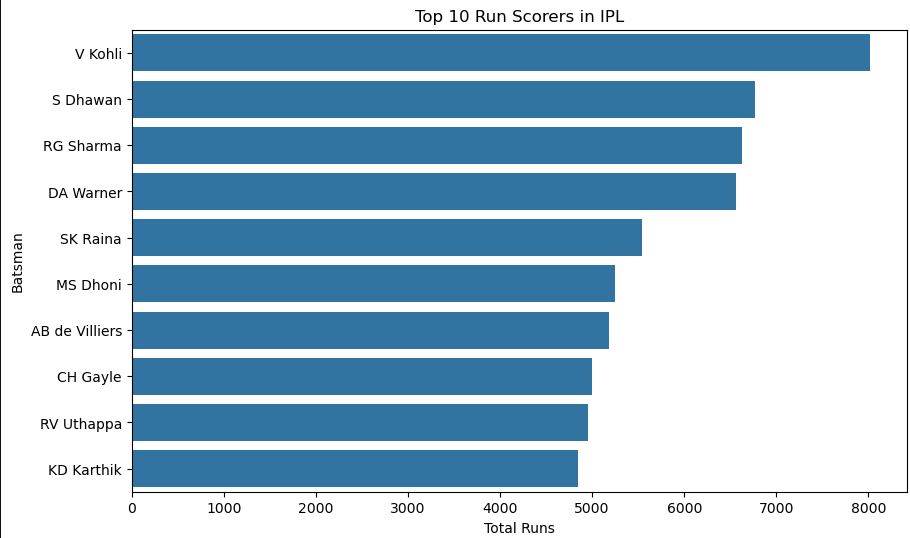 Top 10 Run Scorers in IPL
Batsman
V Kohli
S Dhawan
RG Sharma
DA Warner
SK Raina
MS Dhoni
AB de Villiers
CH Gayle
RV Uthappa
KD Karthik
0 1000 2000 3000 4000 5000 6000 7000 8000
Total Runs